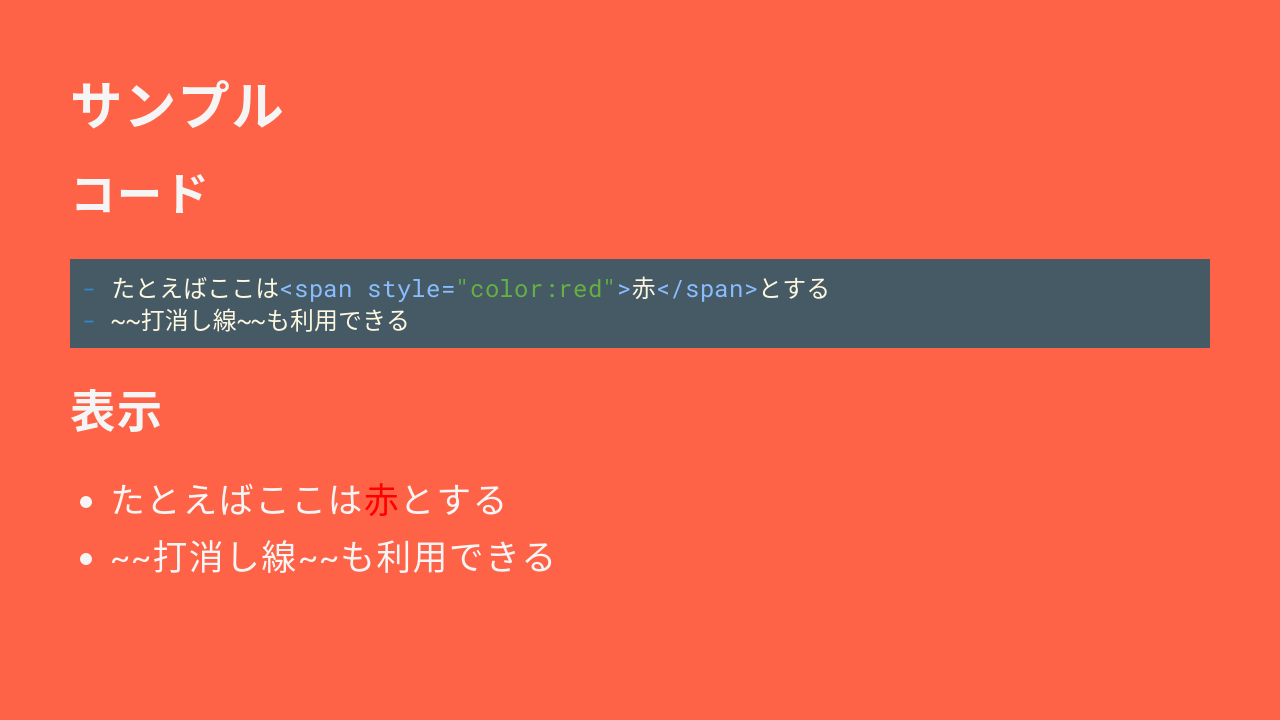 サンプル
コード
- たとえばここは<span style="color:red">赤</span>とする
- ~~打消し線~~も利用できる
表示
• たとえばここは赤とする
• ~~打消し線~~も利用できる